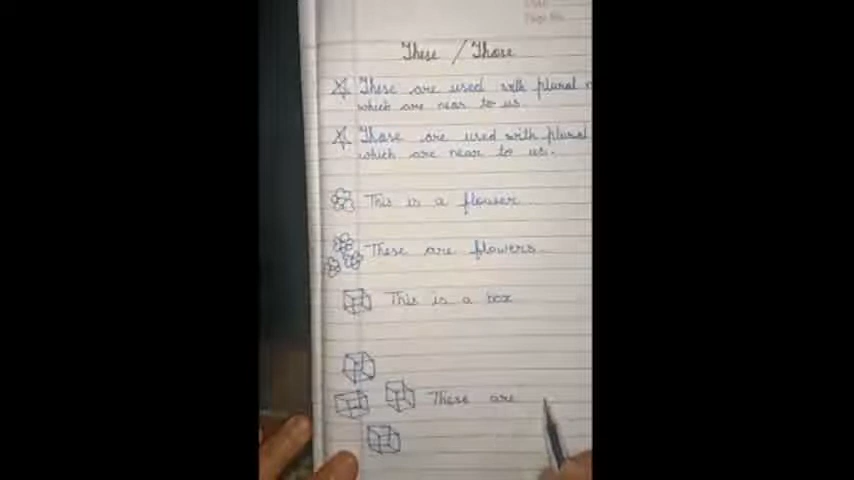 These / Those
These are used with plural n
which are near to us.
Those are used with plural
which are near to us.
This is a flower
These are flowers.
This is a box
These are